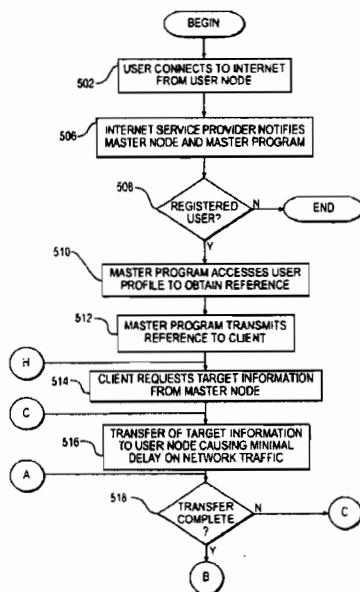 BEGIN
502
USER CONNECTS TO INTERNET
FROM USER NODE
506
INTERNET SERVICE PROVIDER NOTIFIES
MASTER NODE AND MASTER PROGRAM
508
REGISTERED
USER?
N
END
Y
510
MASTER PROGRAM ACCESSES USER
PROFILE TO OBTAIN REFERENCE
512
MASTER PROGRAM TRANSMITS
REFERENCE TO CLIENT
H
514
CLIENT REQUESTS TARGET INFORMATION
FROM MASTER NODE
C
516
TRANSFER OF TARGET INFORMATION
TO USER NODE CAUSING MINIMAL
DELAY ON NETWORK TRAFFIC
A
518
TRANSFER
COMPLETE
?
N
C
Y
B